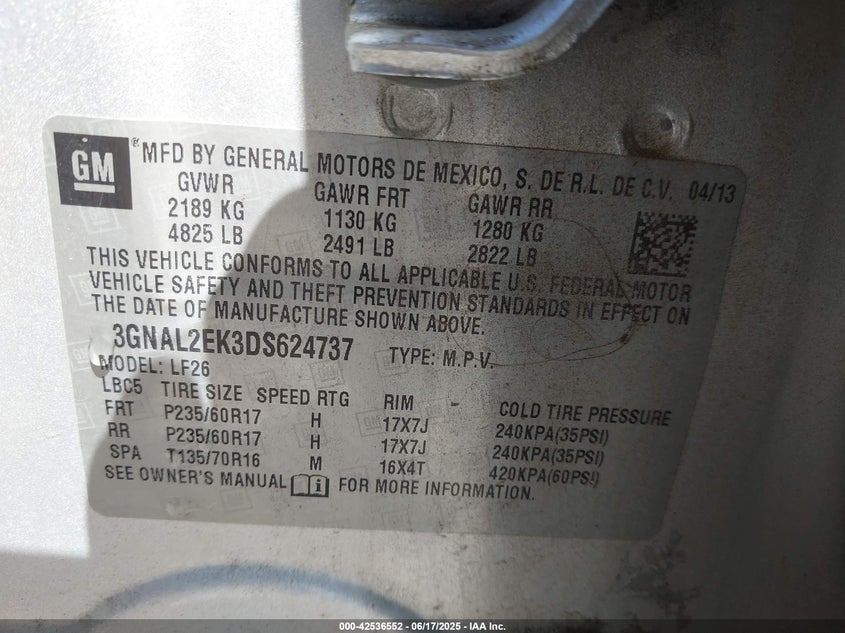 GM
® MFD BY GENERAL MOTORS DE MEXICO, S. DE R.L. DE C.V. 04/13
GVWR GAWR FRT GAWR RR
2189 KG 1130 KG 1280 KG
4825 LB 2491 LB 2822 LB
THIS VEHICLE CONFORMS TO ALL APPLICABLE U.S. FEDERAL MOTOR
VEHICLE SAFETY AND THEFT PREVENTION STANDARDS IN EFFECT ON
THE DATE OF MANUFACTURE SHOWN ABOVE.
3GNAL2EK3DS624737 TYPE: M.P.V.
MODEL: LF26
LBC5 TIRE SIZE SPEED RTG RIM - COLD TIRE PRESSURE
FRT P235/60R17 H 17X7J 240KPA(35PSI)
RR P235/60R17 H 17X7J 240KPA(35PSI)
SPA T135/70R16 M 16X4T 420KPA(60PSI)
SEE OWNER'S MANUAL i FOR MORE INFORMATION.
000-42536552 - 06/17/2025 - IAA Inc.